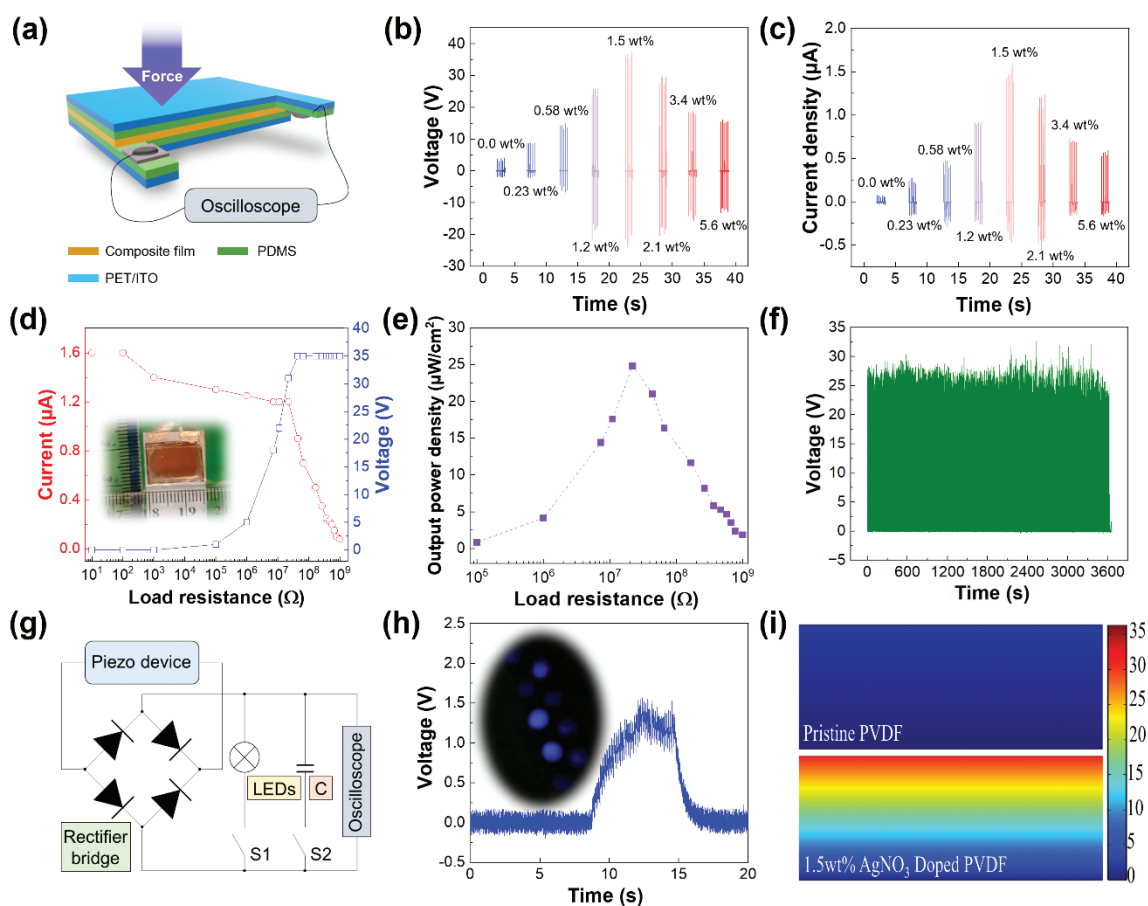 (a)
Force
Oscilloscope
Composite film
PDMS
PET/ITO
(b)
Voltage (V)
40
30
20
10
0
-10
-20
-30
0.0 wt%
0.23 wt%
0.58 wt%
1.2 wt%
1.5 wt%
2.1 wt%
3.4 wt%
5.6 wt%
0 5 10 15 20 25 30 35 40
Time (s)
(c)
Current density (µA)
2.0
1.5
1.0
0.5
0.0
-0.5
0.0 wt%
0.23 wt%
0.58 wt%
1.2 wt%
1.5 wt%
2.1 wt%
3.4 wt%
5.6 wt%
0 5 10 15 20 25 30 35 40
Time (s)
(d)
Current (µA)
1.6
1.2
0.8
0.4
0.0
Voltage (V)
40
35
30
25
20
15
10
5
0
8 19
10¹ 10² 10³ 10⁴ 10⁵ 10⁶ 10⁷ 10⁸ 10⁹
Load resistance (Ω)
(e)
Output power density (µW/cm²)
30
25
20
15
10
5
0
10⁵ 10⁶ 10⁷ 10⁸ 10⁹
Load resistance (Ω)
(f)
Voltage (V)
35
30
25
20
15
10
5
0
−5
0 600 1200 1800 2400 3000 3600
Time (s)
(g)
Piezo device
Rectifier
bridge
LEDs
C
S1
S2
Oscilloscope
(h)
Voltage (V)
2.5
2.0
1.5
1.0
0.5
0.0
-0.5
0 5 10 15 20
Time (s)
(i)
Pristine PVDF
1.5wt% AgNO₃ Doped PVDF
35
30
25
20
15
10
5
0